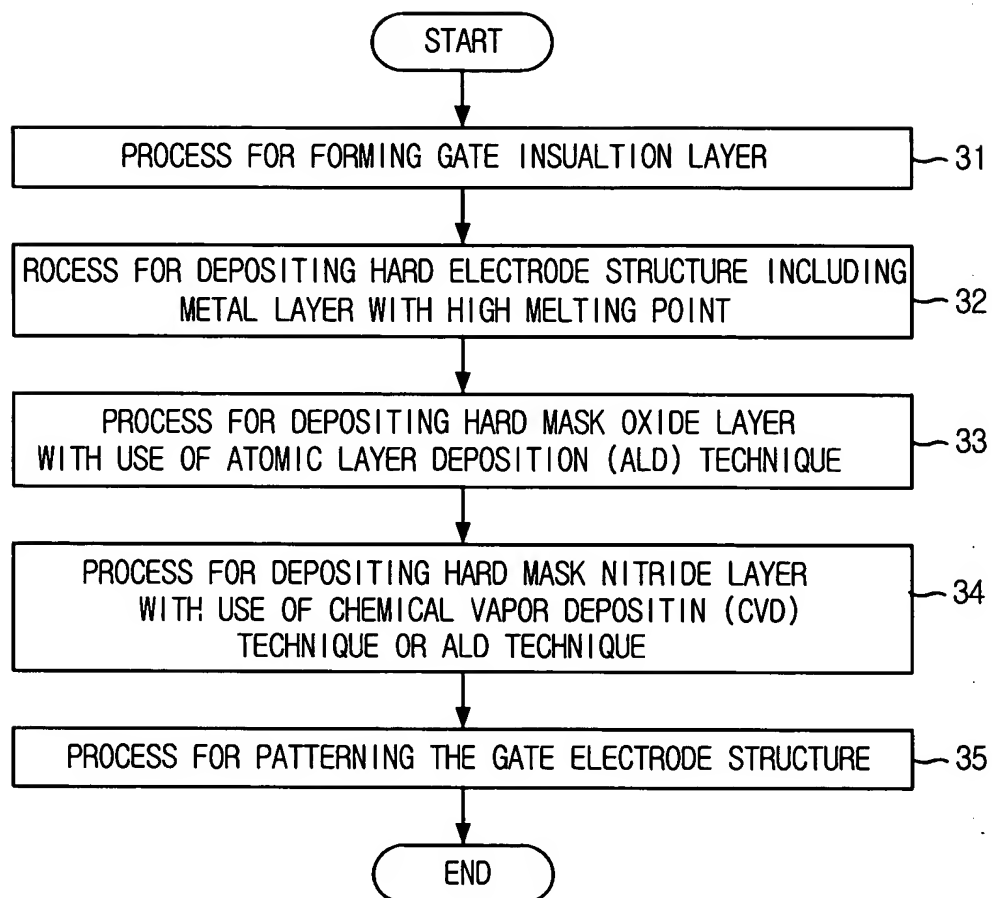 START
PROCESS FOR FORMING GATE INSUALTION LAYER
31
ROCESS FOR DEPOSITING HARD ELECTRODE STRUCTURE INCLUDING
METAL LAYER WITH HIGH MELTING POINT
32
PROCESS FOR DEPOSITING HARD MASK OXIDE LAYER
WITH USE OF ATOMIC LAYER DEPOSITION (ALD) TECHNIQUE
33
PROCESS FOR DEPOSITING HARD MASK NITRIDE LAYER
WITH USE OF CHEMICAL VAPOR DEPOSITIN (CVD)
TECHNIQUE OR ALD TECHNIQUE
34
PROCESS FOR PATTERNING THE GATE ELECTRODE STRUCTURE
35
END